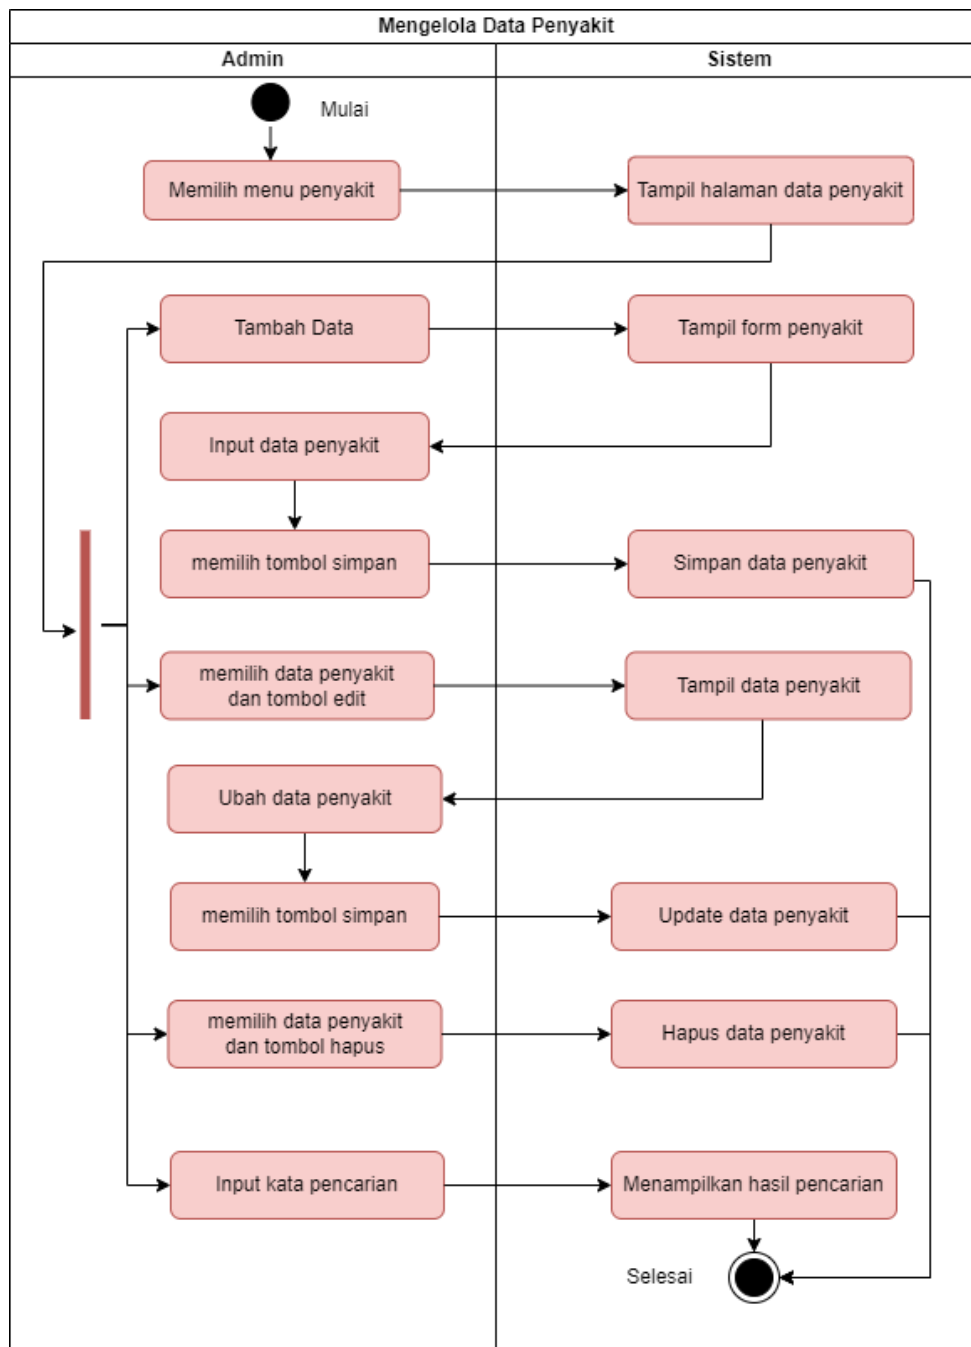 Mengelola Data Penyakit
Admin
Sistem
Mulai
Memilih menu penyakit
Tampil halaman data penyakit
Tambah Data
Tampil form penyakit
Input data penyakit
memilih tombol simpan
Simpan data penyakit
memilih data penyakit
dan tombol edit
Tampil data penyakit
Ubah data penyakit
memilih tombol simpan
Update data penyakit
memilih data penyakit
dan tombol hapus
Hapus data penyakit
Input kata pencarian
Menampilkan hasil pencarian
Selesai